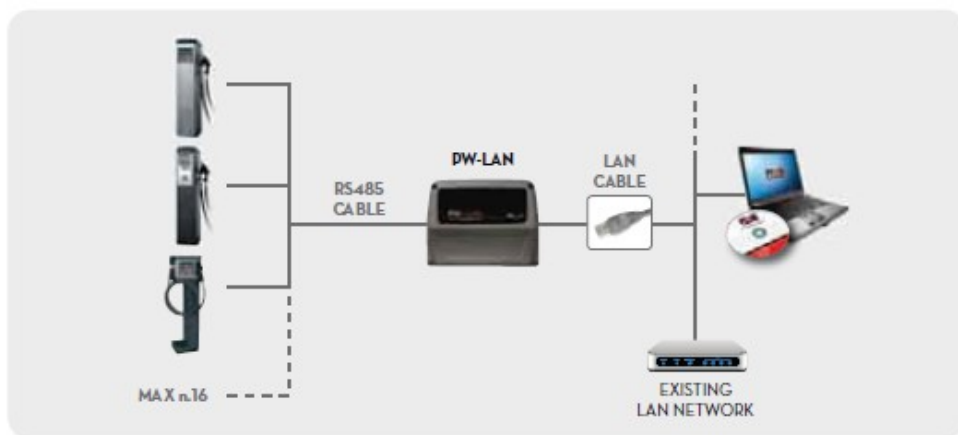 PW-LAN
LAN
CABLE
RS485
CABLE
MAX n.16
EXISTING
LAN NETWORK